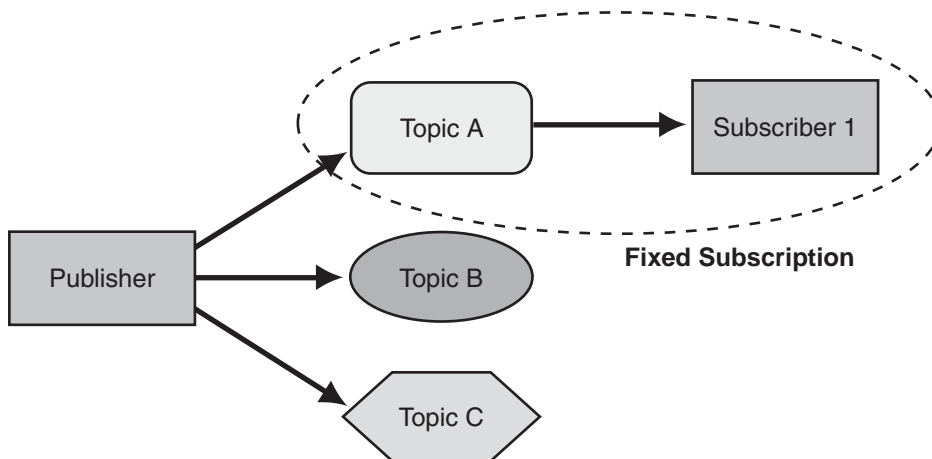 Topic A
Subscriber 1
Fixed Subscription
Publisher
Topic B
Topic C